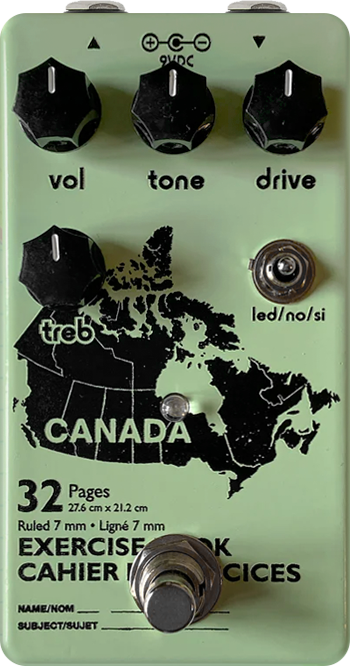 9VDC
vol tone drive
led/no/si
treb
CANADA
32 Pages
27.6 cm x 21.2 cm
Ruled 7 mm • Ligné 7 mm
EXERCISE
CAHIER
CICES
NAME/NOM
SUBJECT/SUJET